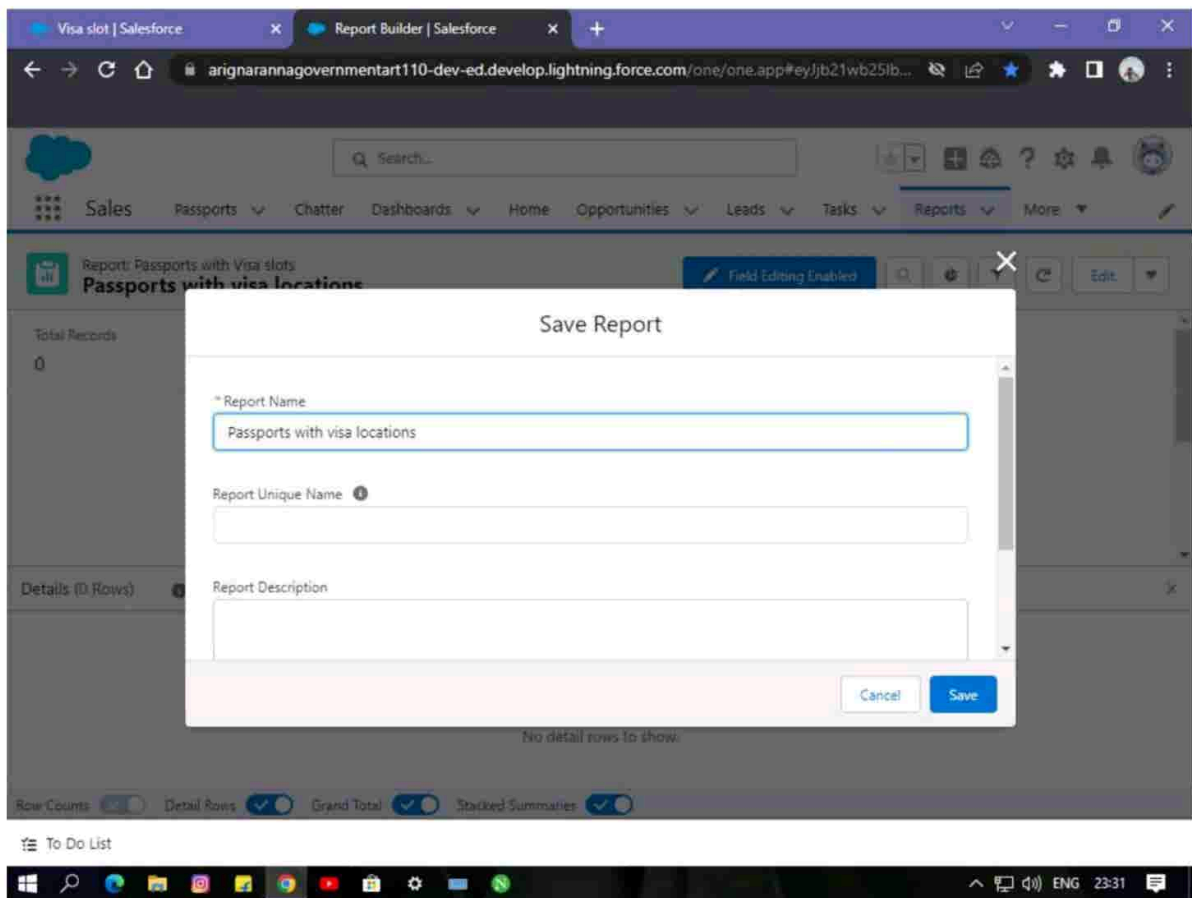 Visa slot | Salesforce
Report Builder | Salesforce
arignarannagovernmentart110-dev-ed.develop.lightning.force.com/one/one.app#eyJjb21wb25lb...
Search...
Sales
Passports
Chatter
Dashboards
Home
Opportunities
Leads
Tasks
Reports
More
Report: Passports with Visa slots
Passports with visa locations
Field Editing Enabled
Edit
Total Records
0
Save Report
* Report Name
Passports with visa locations
Report Unique Name
Report Description
Details (0 Rows)
Cancel
Save
No detail rows to show.
Row Counts
Detail Rows
Grand Total
Stacked Summaries
To Do List
ENG
23:31